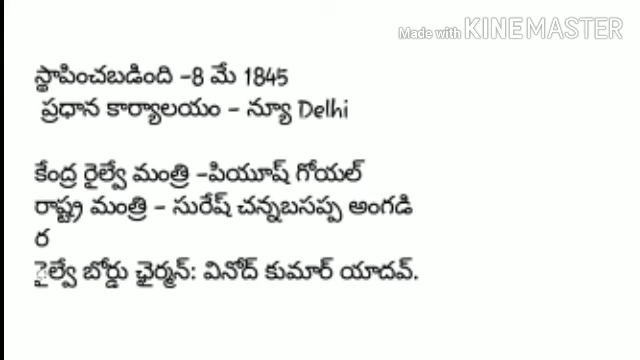 Made with KINEMASTER
స్థాపించబడింది -8 మే 1845
ప్రధాన కార్యాలయం - న్యూ Delhi
కేంద్ర రైల్వే మంత్రి -పియూష్ గోయల్
రాష్ట్ర మంత్రి - సురేష్ చన్నబసప్ప అంగడి
ర
ైల్వే బోర్డు ఛైర్మన్: వినోద్ కుమార్ యాదవ్.